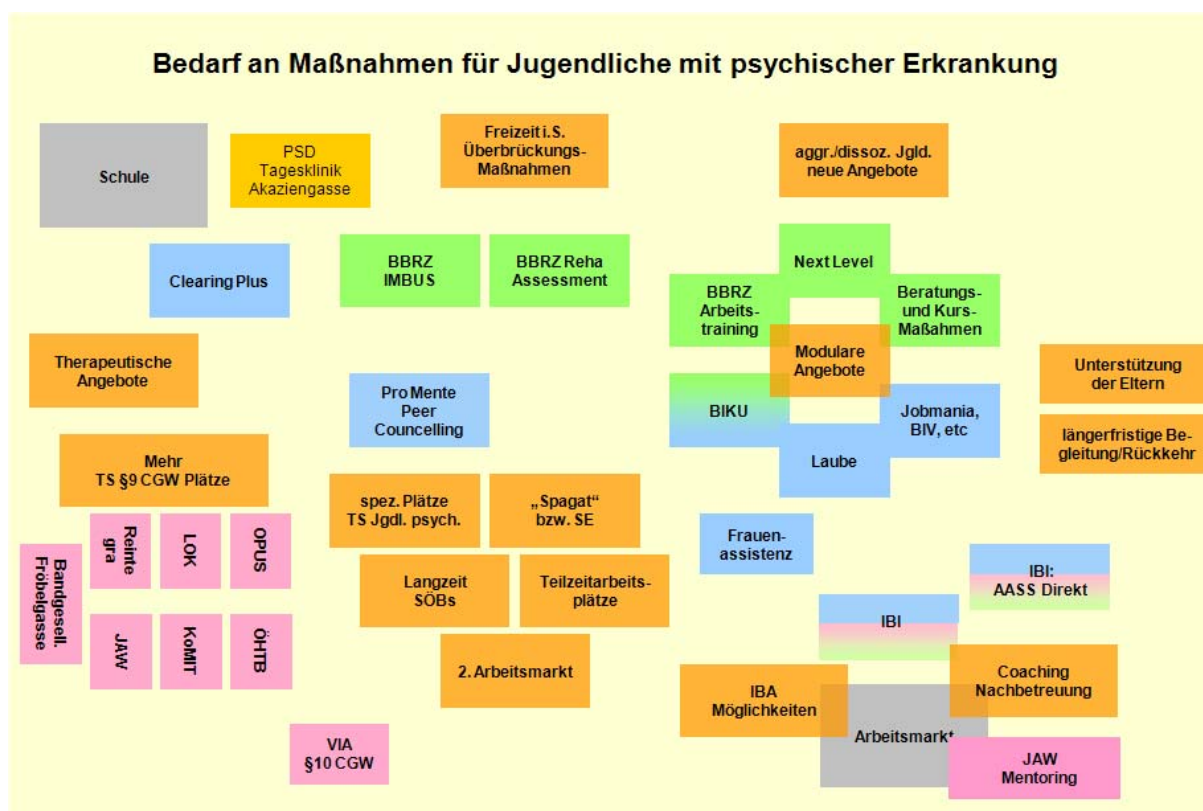 Bedarf an Maßnahmen für Jugendliche mit psychischer Erkrankung
Schule
PSD
Tagesklinik
Akaziengasse
Freizeit i.S.
Überbrückungs-
Maßnahmen
aggr./dissoz. Jgld.
neue Angebote
Clearing Plus
BBRZ
IMBUS
BBRZ Reha
Assessment
Next Level
BBRZ
Arbeits-
training
Beratungs-
und Kurs-
Maßahmen
Modulare
Angebote
Therapeutische
Angebote
Pro Mente
Peer
Councelling
BIKU
Jobmania,
BIV, etc
Laube
Unterstützung
der Eltern
längerfristige Be-
gleitung/Rückkehr
Mehr
TS §9 CGW Plätze
spez. Plätze
TS Jgdl. psych.
„Spagat“
bzw. SE
Frauen-
assistenz
Bandgesell.
Fröbelgasse
Reinte
gra
LOK
OPUS
JAW
KoMIT
ÖHTB
Langzeit
SÖBs
Teilzeitarbeits-
plätze
2. Arbeitsmarkt
IBI:
AASS Direkt
IBI
Coaching
Nachbetreuung
IBA
Möglichkeiten
Arbeitsmarkt
JAW
Mentoring
VIA
§10 CGW